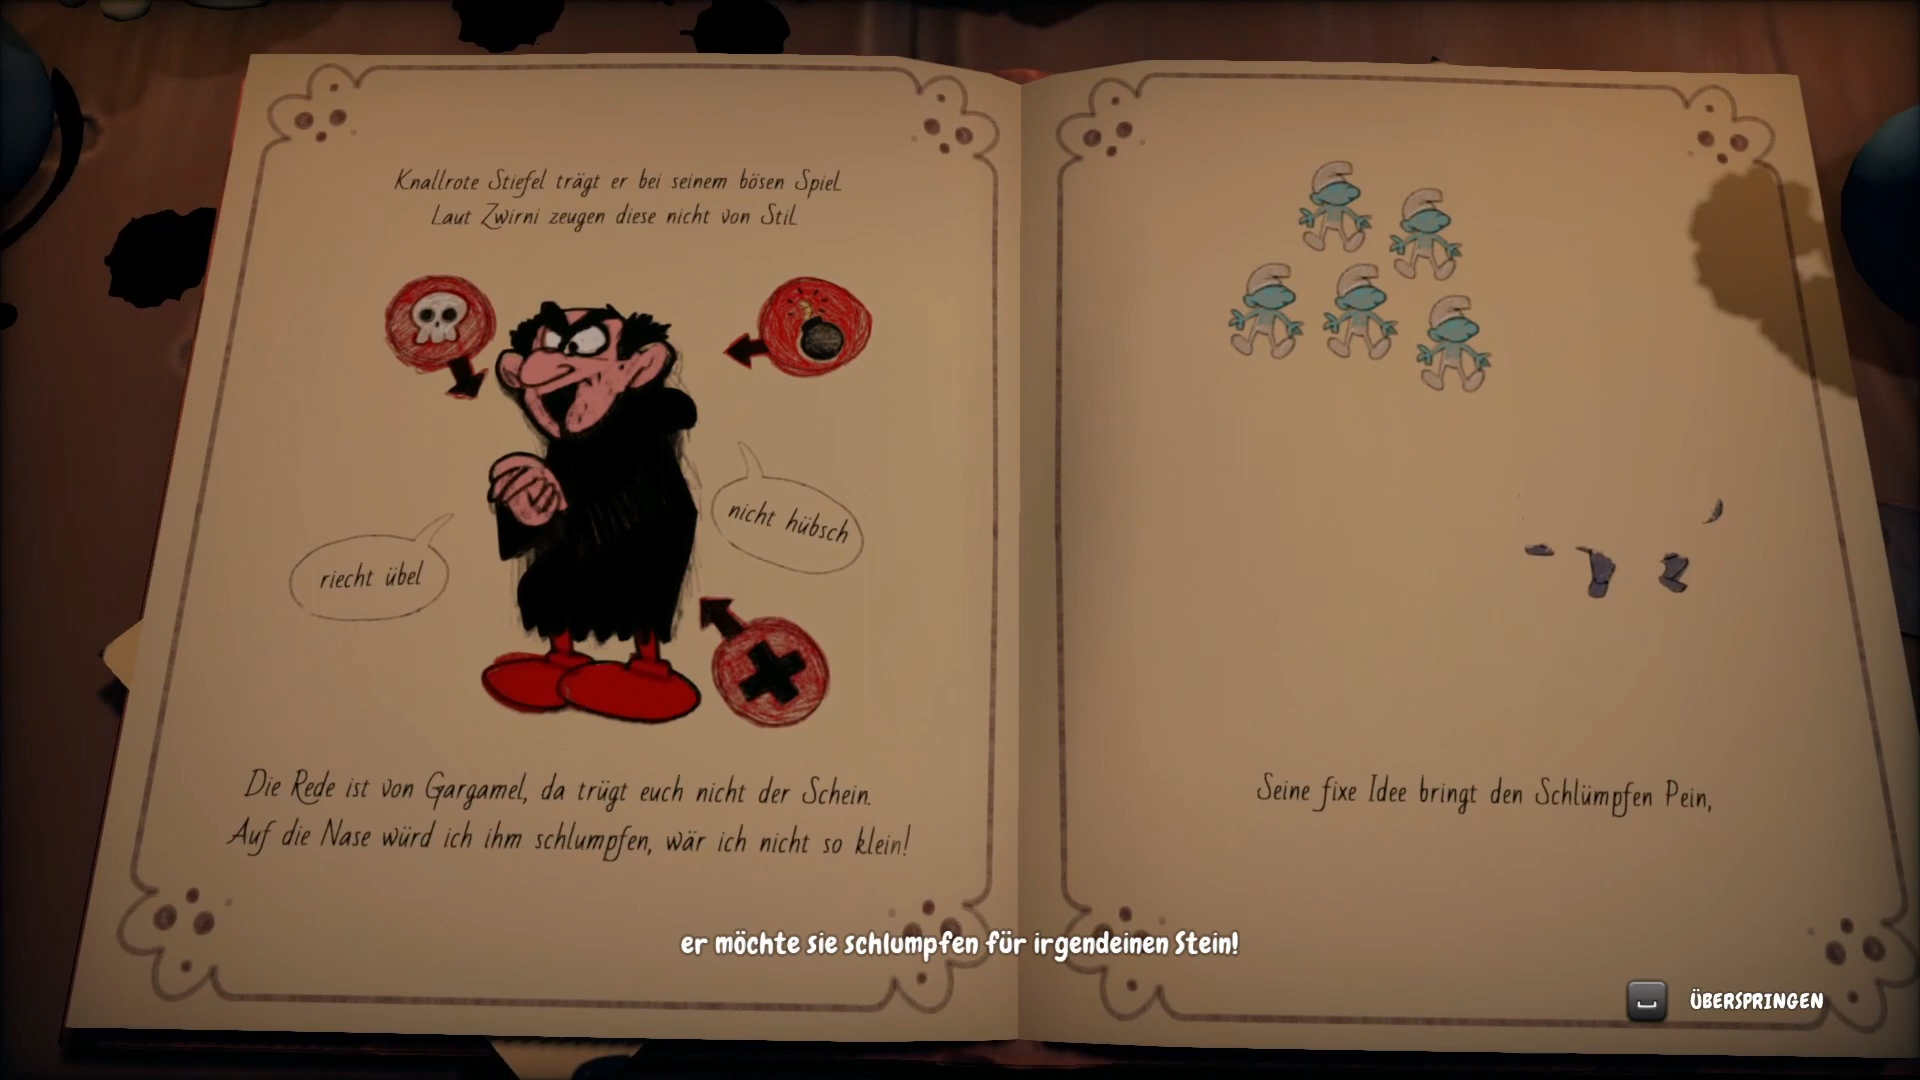 Knallrote Stiefel trägt er bei seinem bösen Spiel.
Laut Zwirni zeugen diese nicht von Stil.
nicht hübsch
riecht übel
Die Rede ist von Gargamel, da trügt euch nicht der Schein.
Auf die Nase würd ich ihm schlumpfen, wär ich nicht so klein!
Seine fixe Idee bringt den Schlümpfen Pein,
er möchte sie schlumpfen für irgendeinen Stein!
ÜBERSPRINGEN